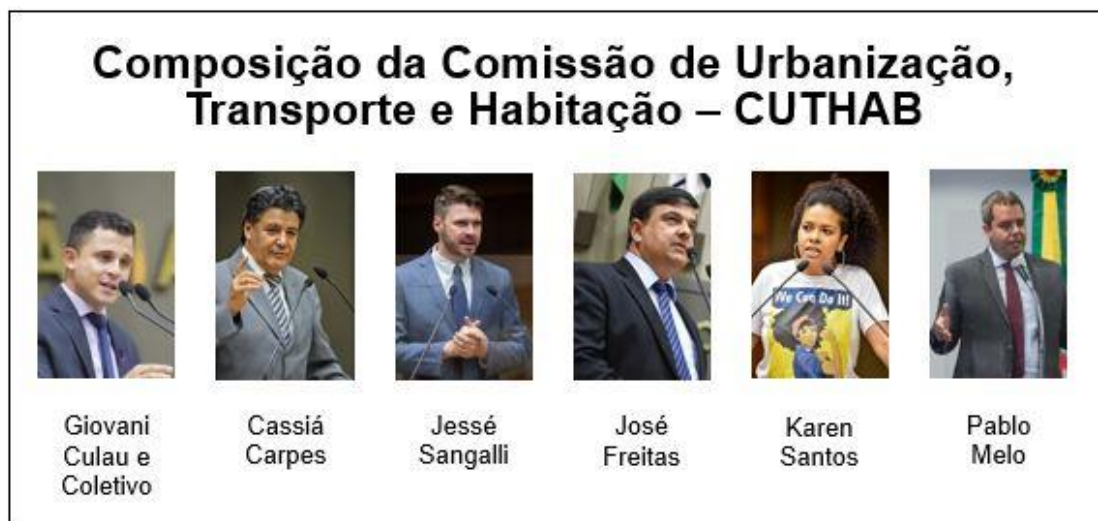 Composição da Comissão de Urbanização,
Transporte e Habitação – CUTHAB
We Can Do It!
Giovani
Culau e
Coletivo
Cassiá
Carpes
Jessé
Sangalli
José
Freitas
Karen
Santos
Pablo
Melo